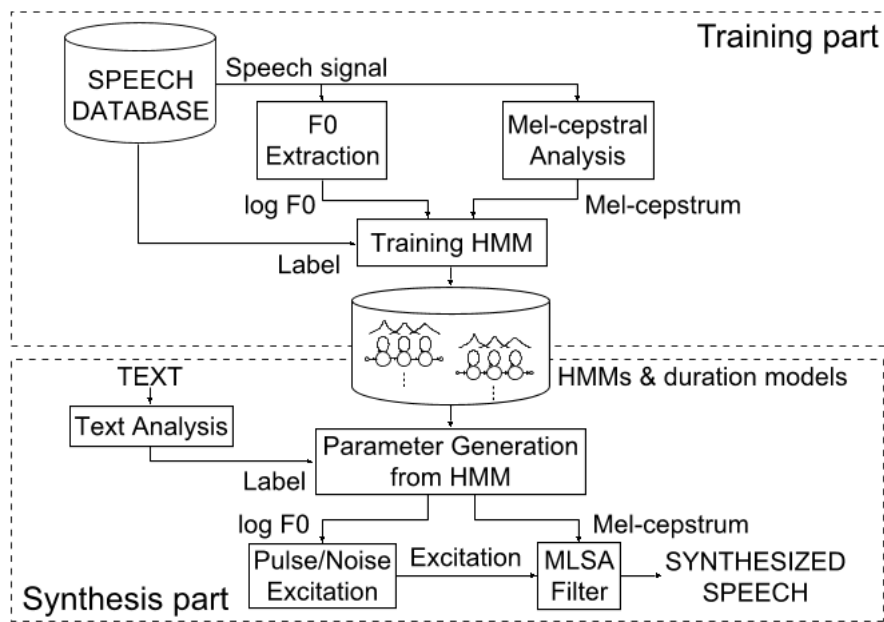 Training part
SPEECH
DATABASE
Speech signal
F0
Extraction
Mel-cepstral
Analysis
log F0
Mel-cepstrum
Training HMM
Label
HMMs & duration models
TEXT
Text Analysis
Label
Parameter Generation
from HMM
log F0
Mel-cepstrum
Pulse/Noise
Excitation
Excitation
MLSA
Filter
SYNTHESIZED
SPEECH
Synthesis part